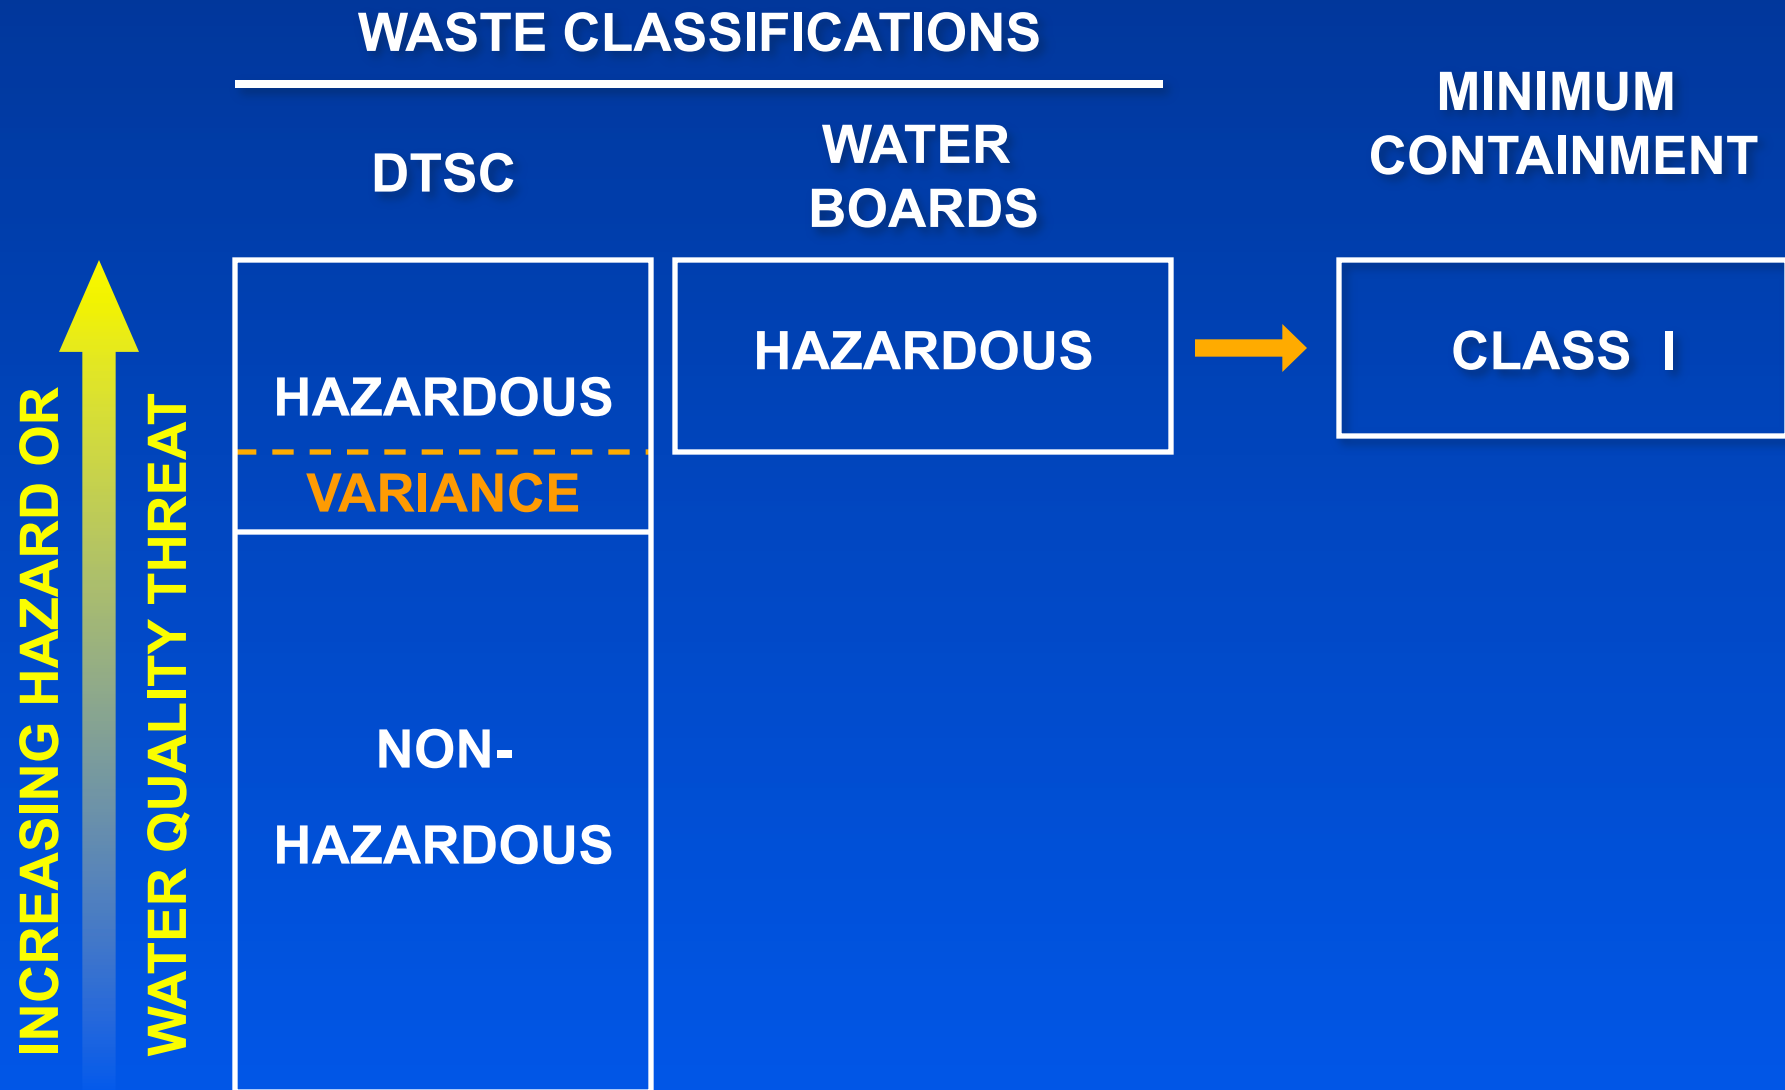 WASTE CLASSIFICATIONS
DTSC
WATER
BOARDS
MINIMUM
CONTAINMENT
INCREASING HAZARD OR
WATER QUALITY THREAT
HAZARDOUS
VARIANCE
NON-
HAZARDOUS
HAZARDOUS
CLASS I